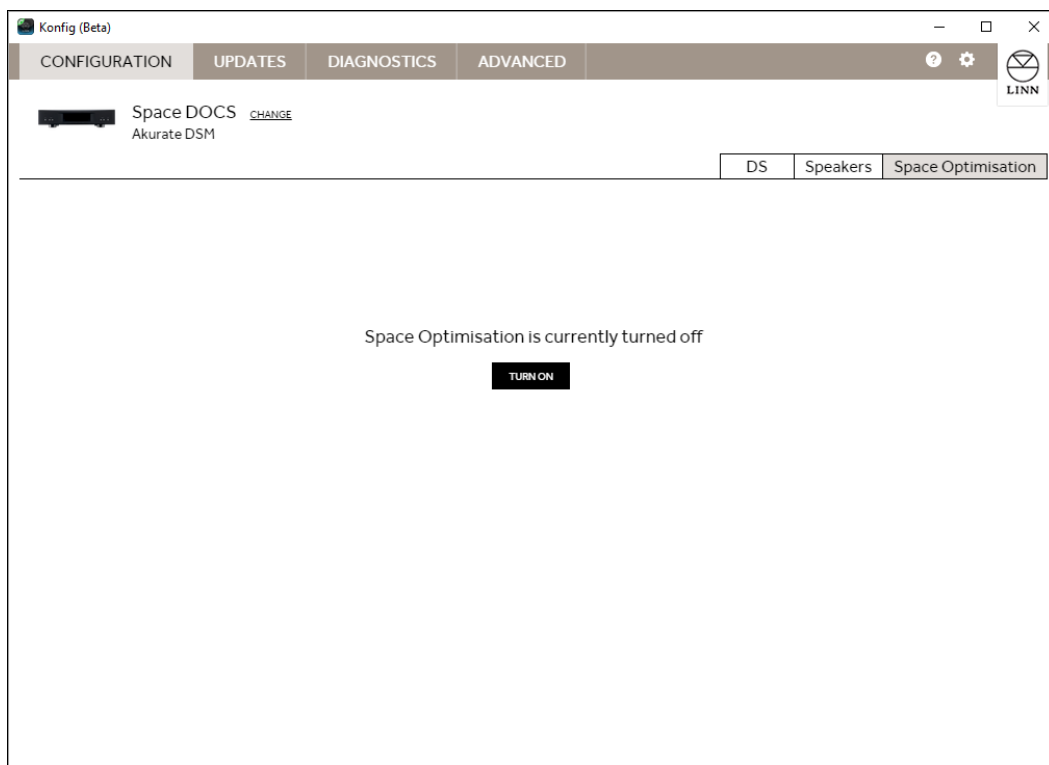 Konfig (Beta)
CONFIGURATION UPDATES DIAGNOSTICS ADVANCED ?
LINN
Space DOCS CHANGE
Akurate DSM
DS Speakers Space Optimisation
Space Optimisation is currently turned off
TURN ON